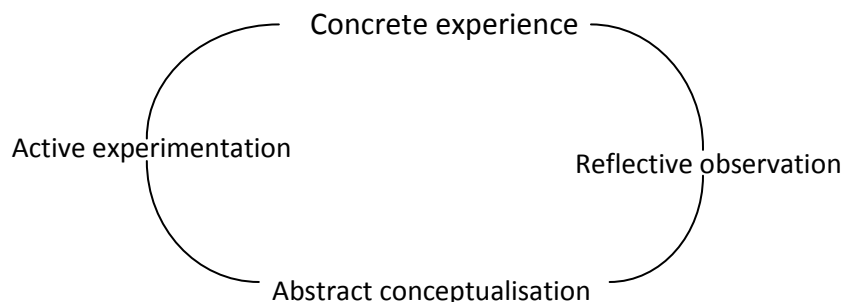 Concrete experience
Active experimentation
Reflective observation
Abstract conceptualisation